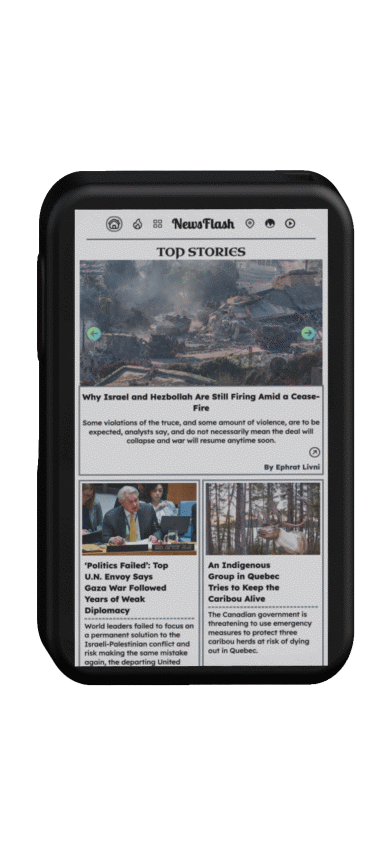 NewsFlash
TOP STORIES
Why Israel and Hezbollah Are Still Firing Amid a Cease-
Fire
Some violations of the truce, and some amount of violence, are to be
expected, analysts say, and do not necessarily mean the deal will
collapse and war will resume anytime soon.
By Ephrat Livni
‘Politics Failed’: Top
U.N. Envoy Says
Gaza War Followed
Years of Weak
Diplomacy
World leaders failed to focus on
a permanent solution to the
Israeli-Palestinian conflict and
risk making the same mistake
again, the departing United
An Indigenous
Group in Quebec
Tries to Keep the
Caribou Alive
The Canadian government is
threatening to use emergency
measures to protect three
caribou herds at risk of dying
out in Quebec.